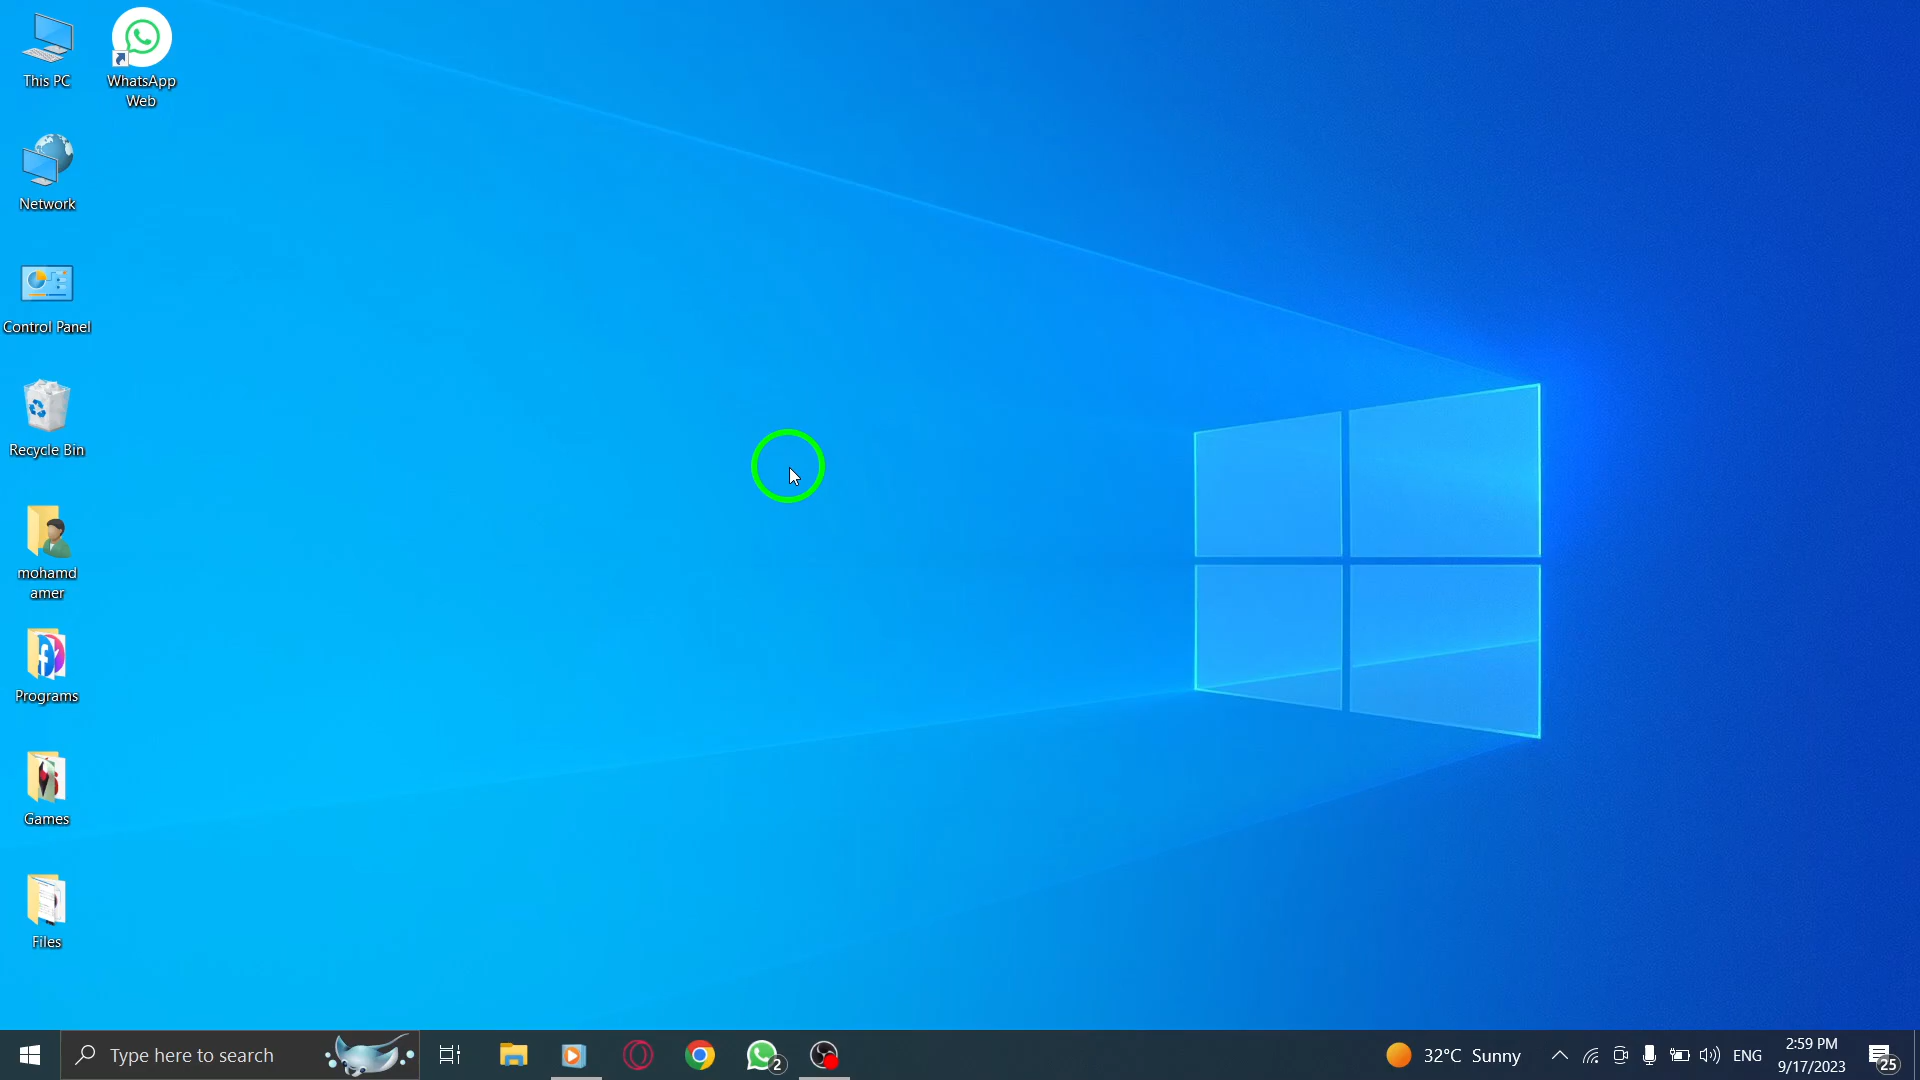 This PC
WhatsApp
Web
Network
Control Panel
Recycle Bin
mohamd
amer
Programs
Games
Files
Type here to search
2
32°C Sunny
ENG
2:59 PM
9/17/2023
25